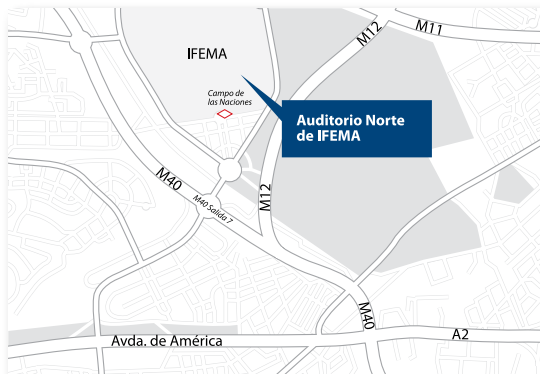 M12
M11
IFEMA
Campo de
las Naciones
Auditorio Norte
de IFEMA
M40
M40 Salida 7
M12
M40
Avda. de América
A2